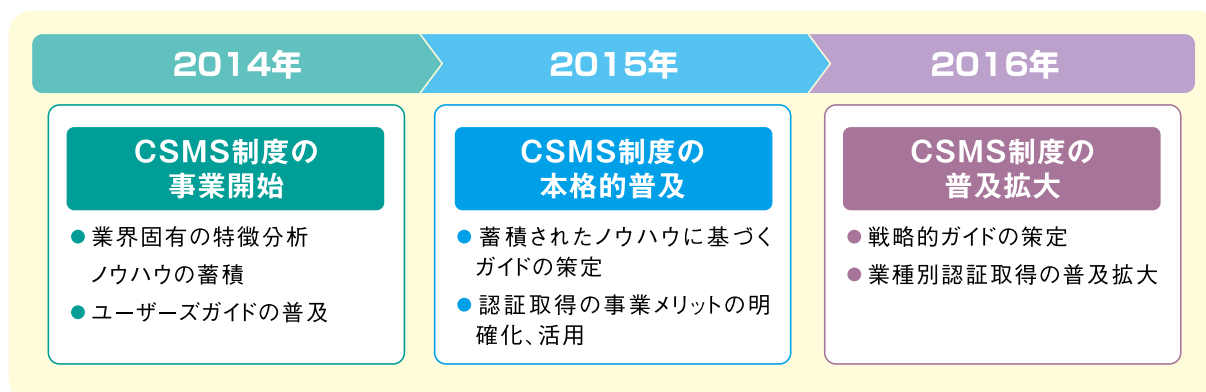 2014年
2015年
2016年
CSMS制度の
事業開始
●業界固有の特徴分析
ノウハウの蓄積
●ユーザーズガイドの普及
CSMS制度の
本格的普及
●蓄積されたノウハウに基づく
ガイドの策定
●認証取得の事業メリットの明
確化、活用
CSMS制度の
普及拡大
●戦略的ガイドの策定
●業種別認証取得の普及拡大